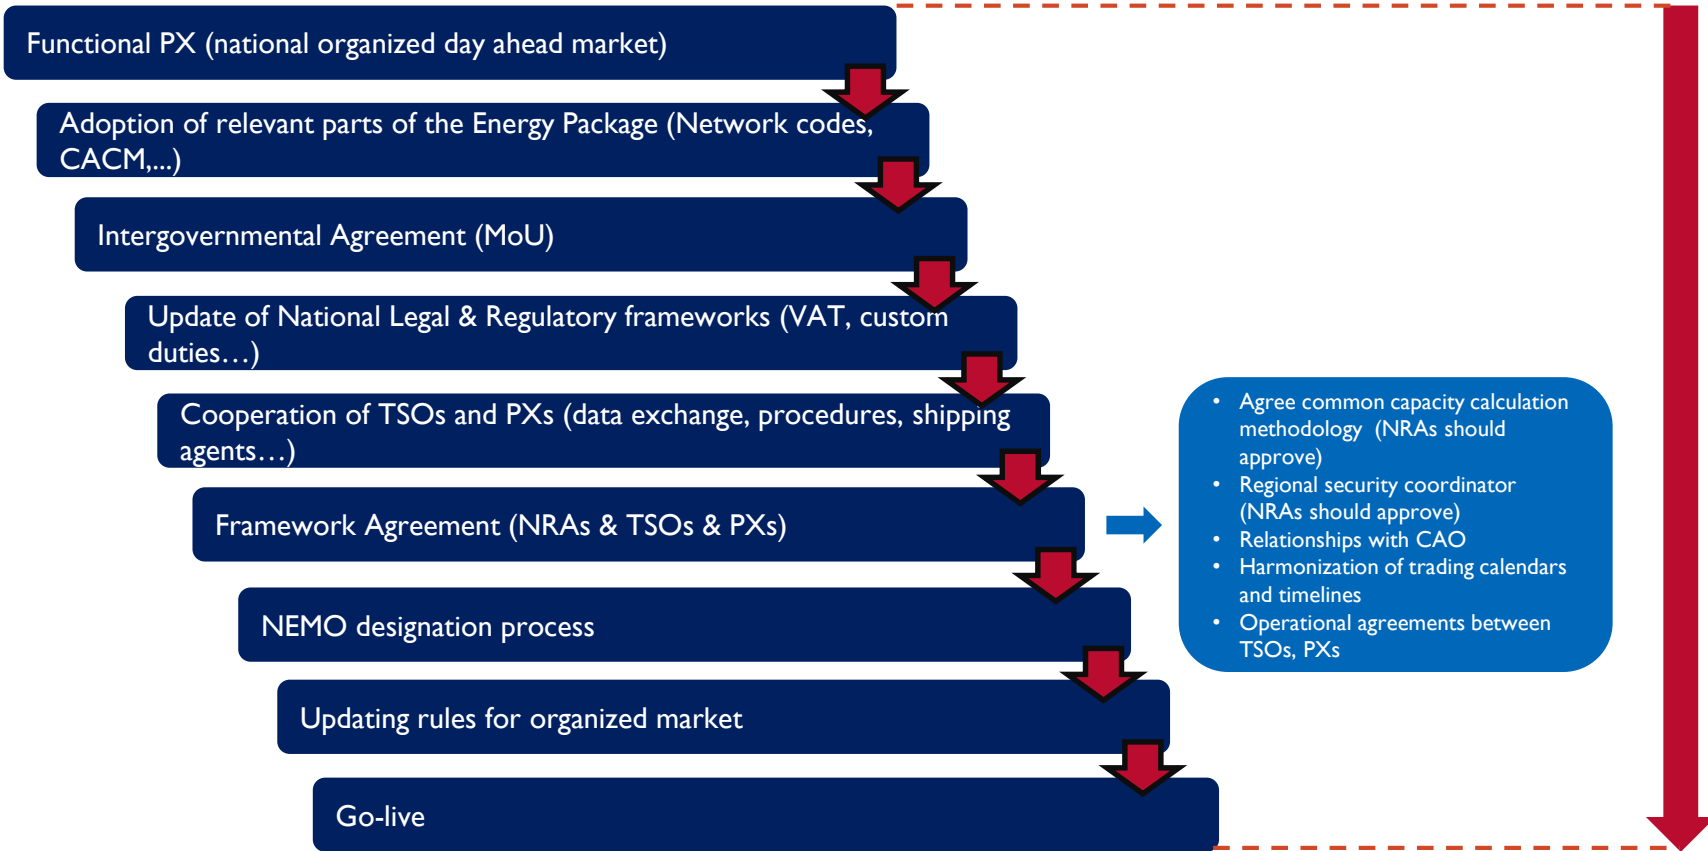 Functional PX (national organized day ahead market)
Adoption of relevant parts of the Energy Package (Network codes,
CACM,...)
Intergovernmental Agreement (MoU)
Update of National Legal & Regulatory frameworks (VAT, custom
duties…)
Cooperation of TSOs and PXs (data exchange, procedures, shipping
agents…)
Framework Agreement (NRAs & TSOs & PXs)
• Agree common capacity calculation
methodology (NRAs should
approve)
• Regional security coordinator
(NRAs should approve)
• Relationships with CAO
• Harmonization of trading calendars
and timelines
• Operational agreements between
TSOs, PXs
NEMO designation process
Updating rules for organized market
Go-live